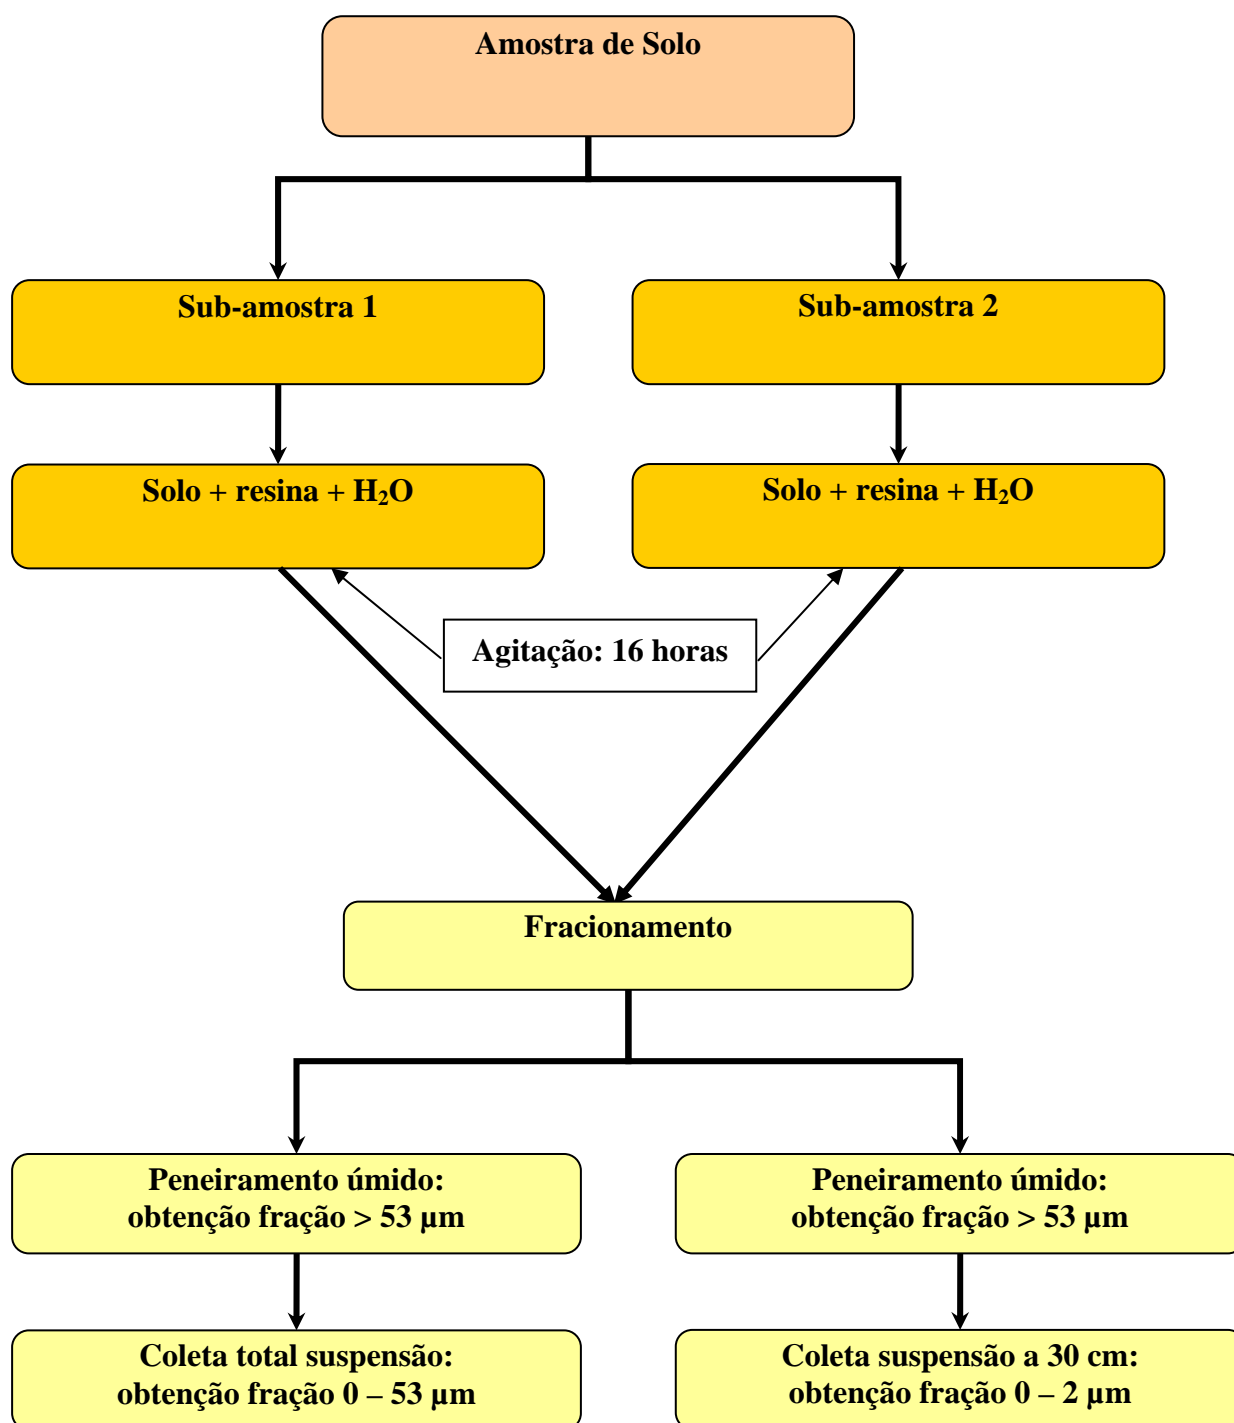 Amostra de Solo
Sub-amostra 1
Sub-amostra 2
Solo + resina + H₂O
Solo + resina + H₂O
Agitação: 16 horas
Fracionamento
Peneiramento úmido:
obtenção fração > 53 µm
Peneiramento úmido:
obtenção fração > 53 µm
Coleta total suspensão:
obtenção fração 0 – 53 µm
Coleta suspensão a 30 cm:
obtenção fração 0 – 2 µm